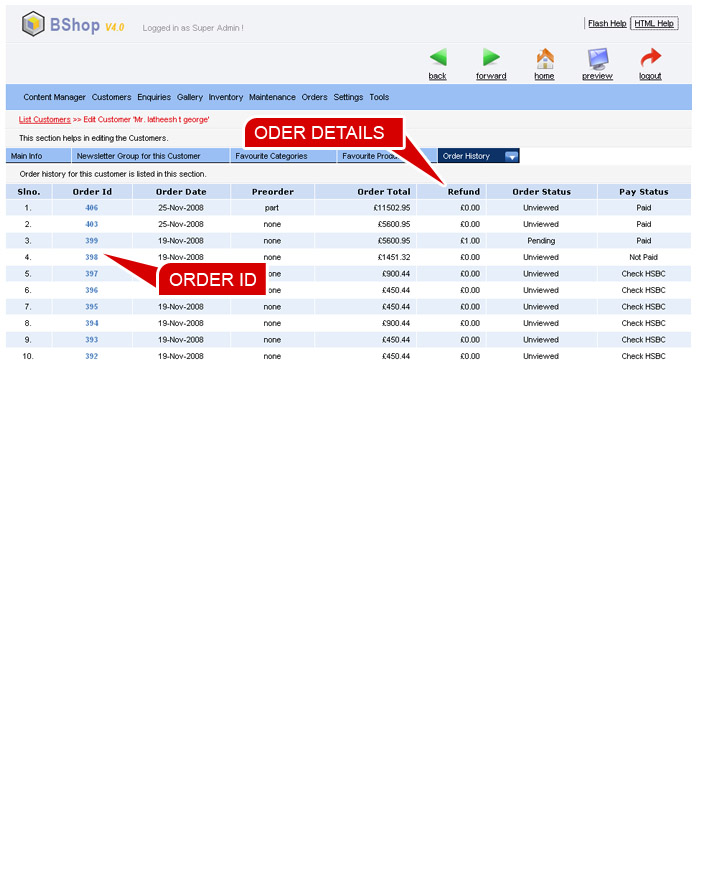 BShop V4.0 Logged in as Super Admin ! Flash Help HTML Help
back forward home preview logout
Content Manager Customers Enquiries Gallery Inventory Maintenance Orders Settings Tools
List Customers >> Edit Customer 'Mr. latheesh t george'
ODER DETAILS
This section helps in editing the Customers.
Main Info Newsletter Group for this Customer Favourite Categories Favourite Order History
Order history for this customer is listed in this section.
Slno. Order Id Order Date Preorder Order Total Refund Order Status Pay Status
1. 406 25-Nov-2008 part £11502.95 £0.00 Unviewed Paid
2. 403 25-Nov-2008 none £5600.95 £0.00 Unviewed Paid
3. 399 19-Nov-2008 none £5600.95 £1.00 Pending Paid
4. 398 19-Nov-2008 none £1451.32 £0.00 Unviewed Not Paid
ORDER ID
5. 397 £900.44 £0.00 Unviewed Check HSBC
6. 396 £450.44 £0.00 Unviewed Check HSBC
7. 395 19-Nov-2008 none £450.44 £0.00 Unviewed Check HSBC
8. 394 19-Nov-2008 none £900.44 £0.00 Unviewed Check HSBC
9. 393 19-Nov-2008 none £450.44 £0.00 Unviewed Check HSBC
10. 392 19-Nov-2008 none £450.44 £0.00 Unviewed Check HSBC